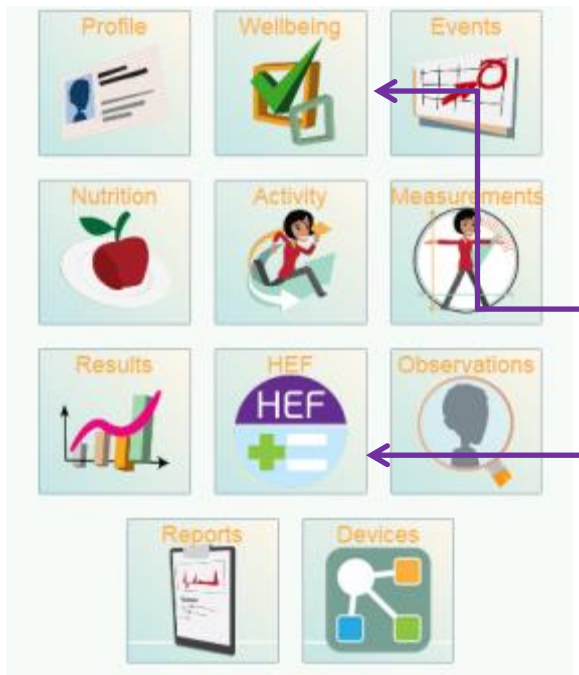 Profile
Wellbeing
Events
Nutrition
Activity
Measurements
Results
HEF
HEF
Observations
Reports
Devices